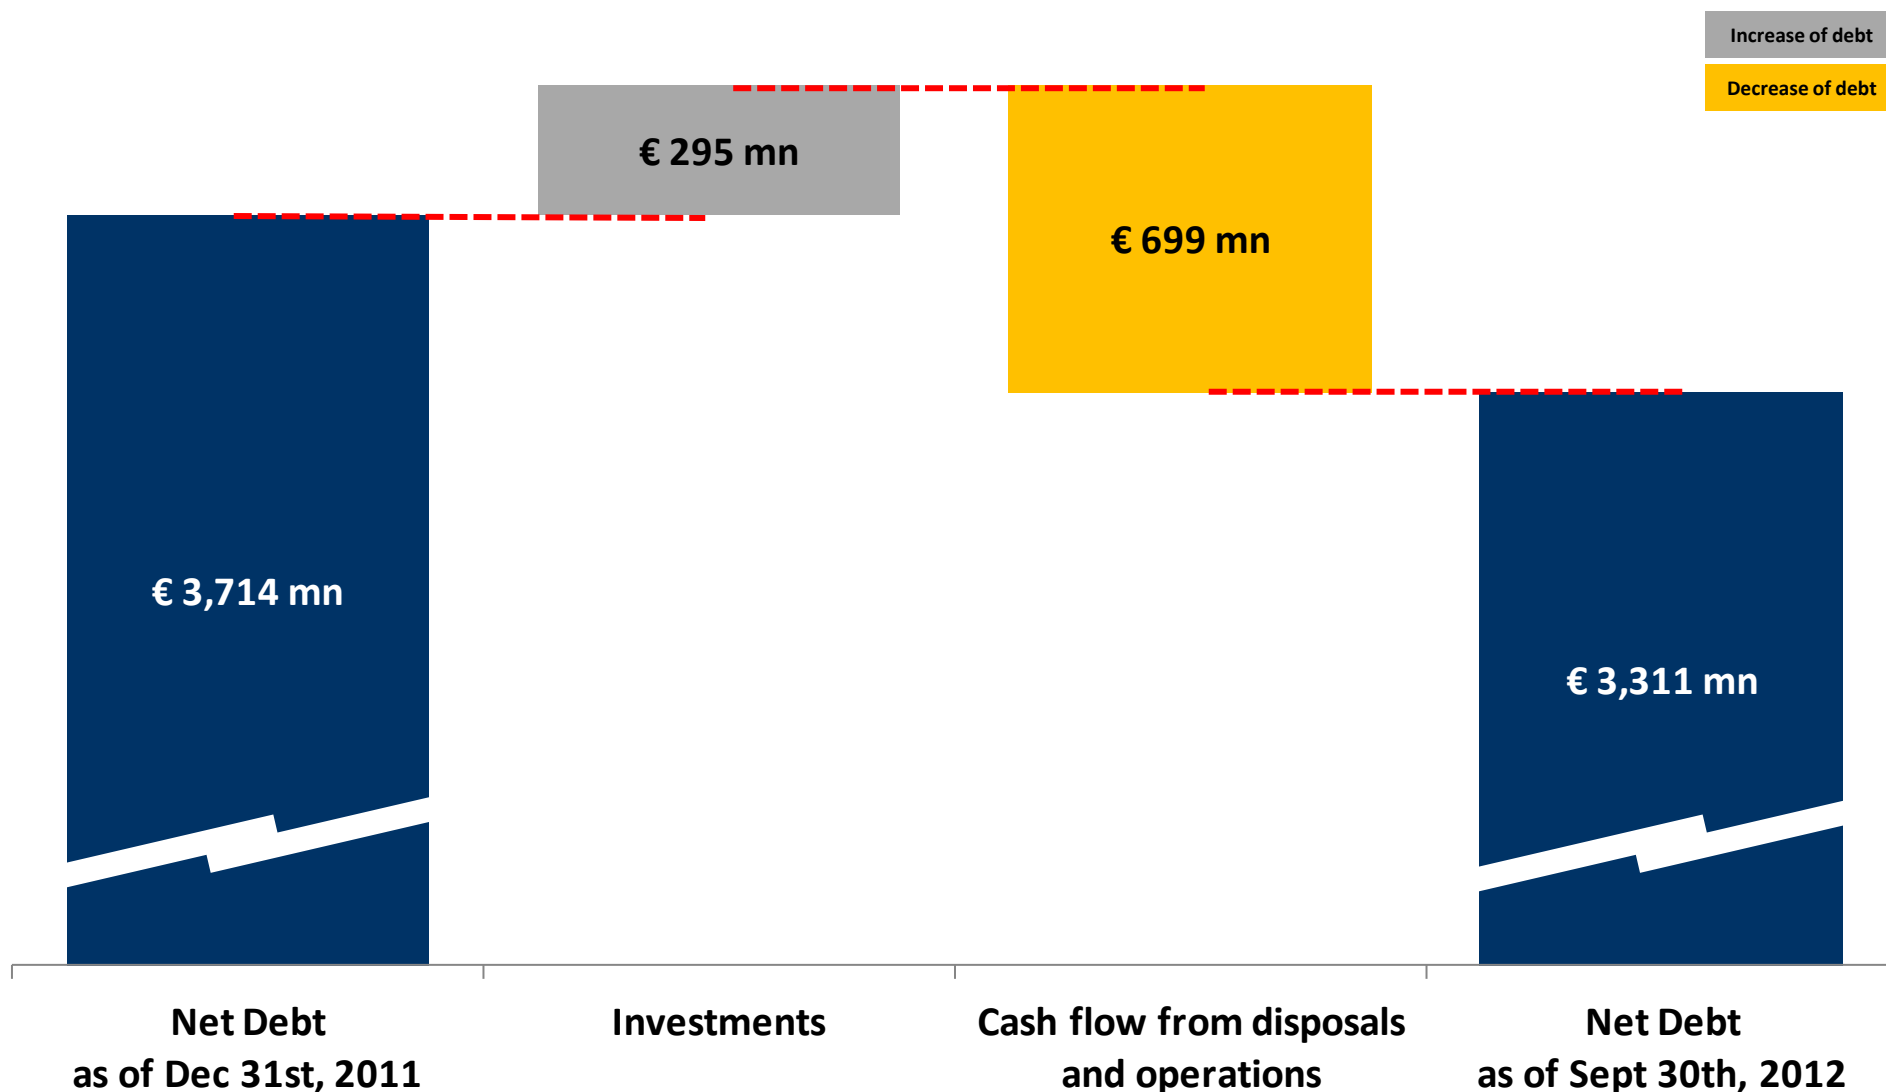 Increase of debt
Decrease of debt
€ 295 mn
€ 699 mn
€ 3,714 mn
€ 3,311 mn
Net Debt
as of Dec 31st, 2011
Investments
Cash flow from disposals
and operations
Net Debt
as of Sept 30th, 2012